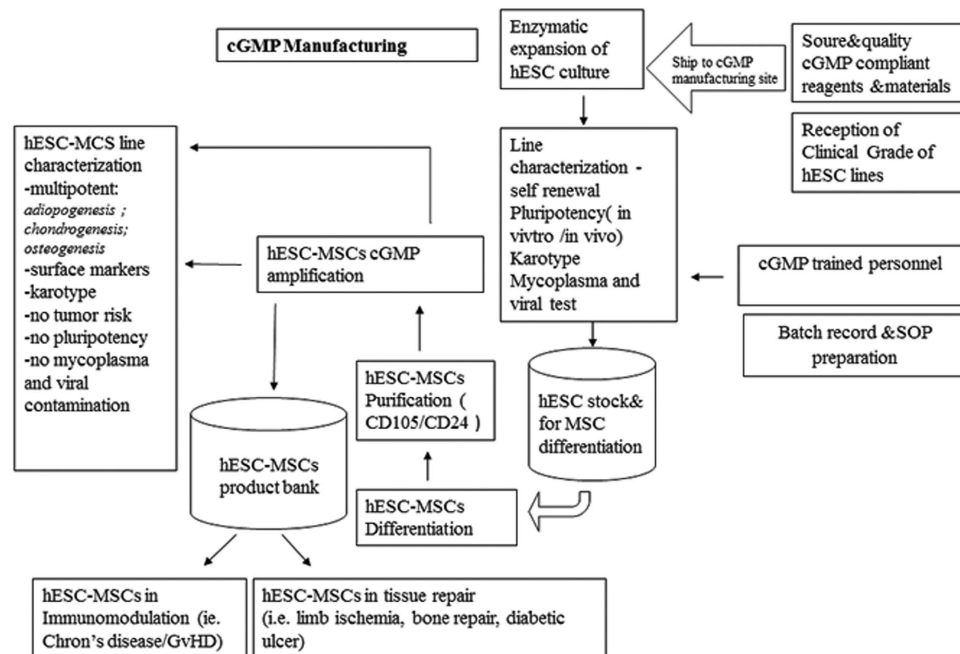 cGMP Manufacturing
Enzymatic
expansion of
hESC culture
Ship to cGMP
manufacturing site
Soure&quality
cGMP compliant
reagents &materials
Reception of
Clinical Grade of
hESC lines
hESC-MCS line
characterization
-multipotent:
adiopogenesis ;
chondrogenesis;
osteogenesis
-surface markers
-karotype
-no tumor risk
-no pluripotency
-no mycoplasma
and viral
contamination
hESC-MSCs cGMP
amplification
Line
characterization -
self renewal
Pluripotency( in
vivtro /in vivo)
Karotype
Mycoplasma and
viral test
cGMP trained personnel
Batch record &SOP
preparation
hESC-MSCs
Purification (
CD105/CD24 )
hESC stock&
for MSC
differentiation
hESC-MSCs
product bank
hESC-MSCs
Differentiation
hESC-MSCs in
Immunomodulation (ie.
Chron's disease/GvHD)
hESC-MSCs in tissue repair
(i.e. limb ischemia, bone repair, diabetic
ulcer)